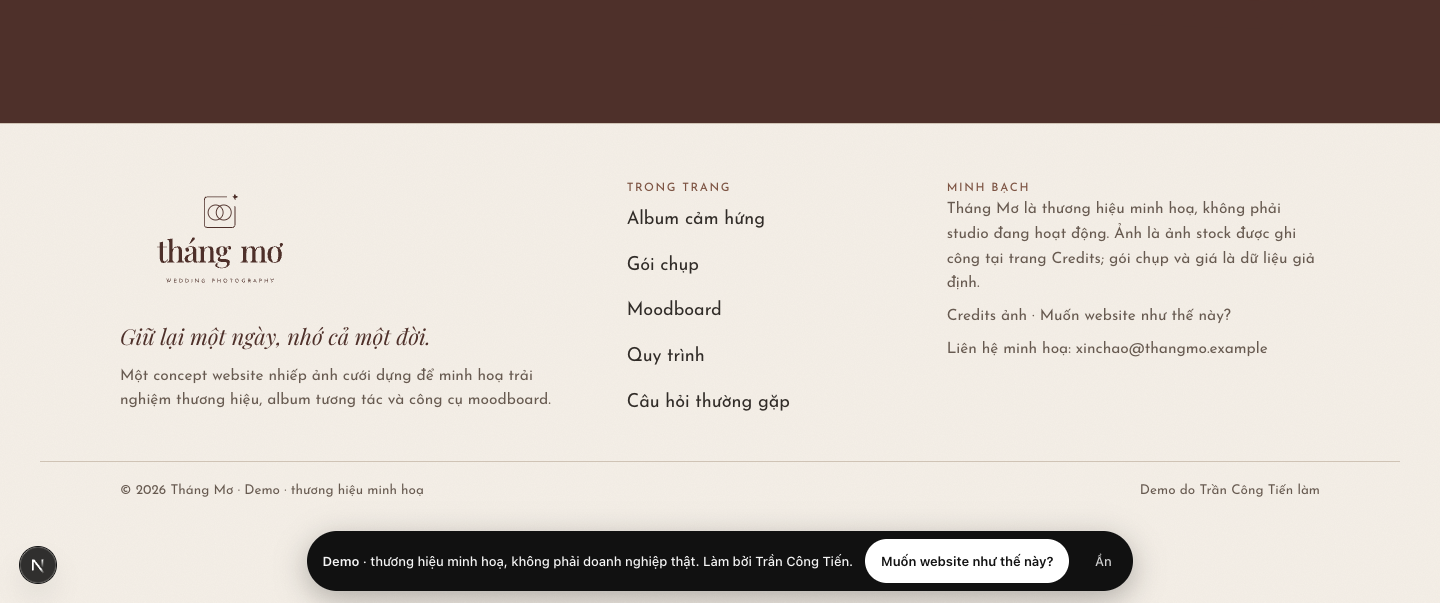 tháng mơ
WEDDING PHOTOGRAPHY
Giữ lại một ngày, nhớ cả một đời.
Một concept website nhiếp ảnh cưới dựng để minh hoạ trải
nghiệm thương hiệu, album tương tác và công cụ moodboard.
TRONG TRANG
Album cảm hứng
Gói chụp
Moodboard
Quy trình
Câu hỏi thường gặp
MINH BẠCH
Tháng Mơ là thương hiệu minh hoạ, không phải
studio đang hoạt động. Ảnh là ảnh stock được ghi
công tại trang Credits; gói chụp và giá là dữ liệu giả
định.
Credits ảnh · Muốn website như thế này?
Liên hệ minh hoạ: xinchao@thangmo.example
© 2026 Tháng Mơ · Demo · thương hiệu minh hoạ
Demo do Trần Công Tiến làm
N
Demo · thương hiệu minh hoạ, không phải doanh nghiệp thật. Làm bởi Trần Công Tiến.
Muốn website như thế này?
Ẩn